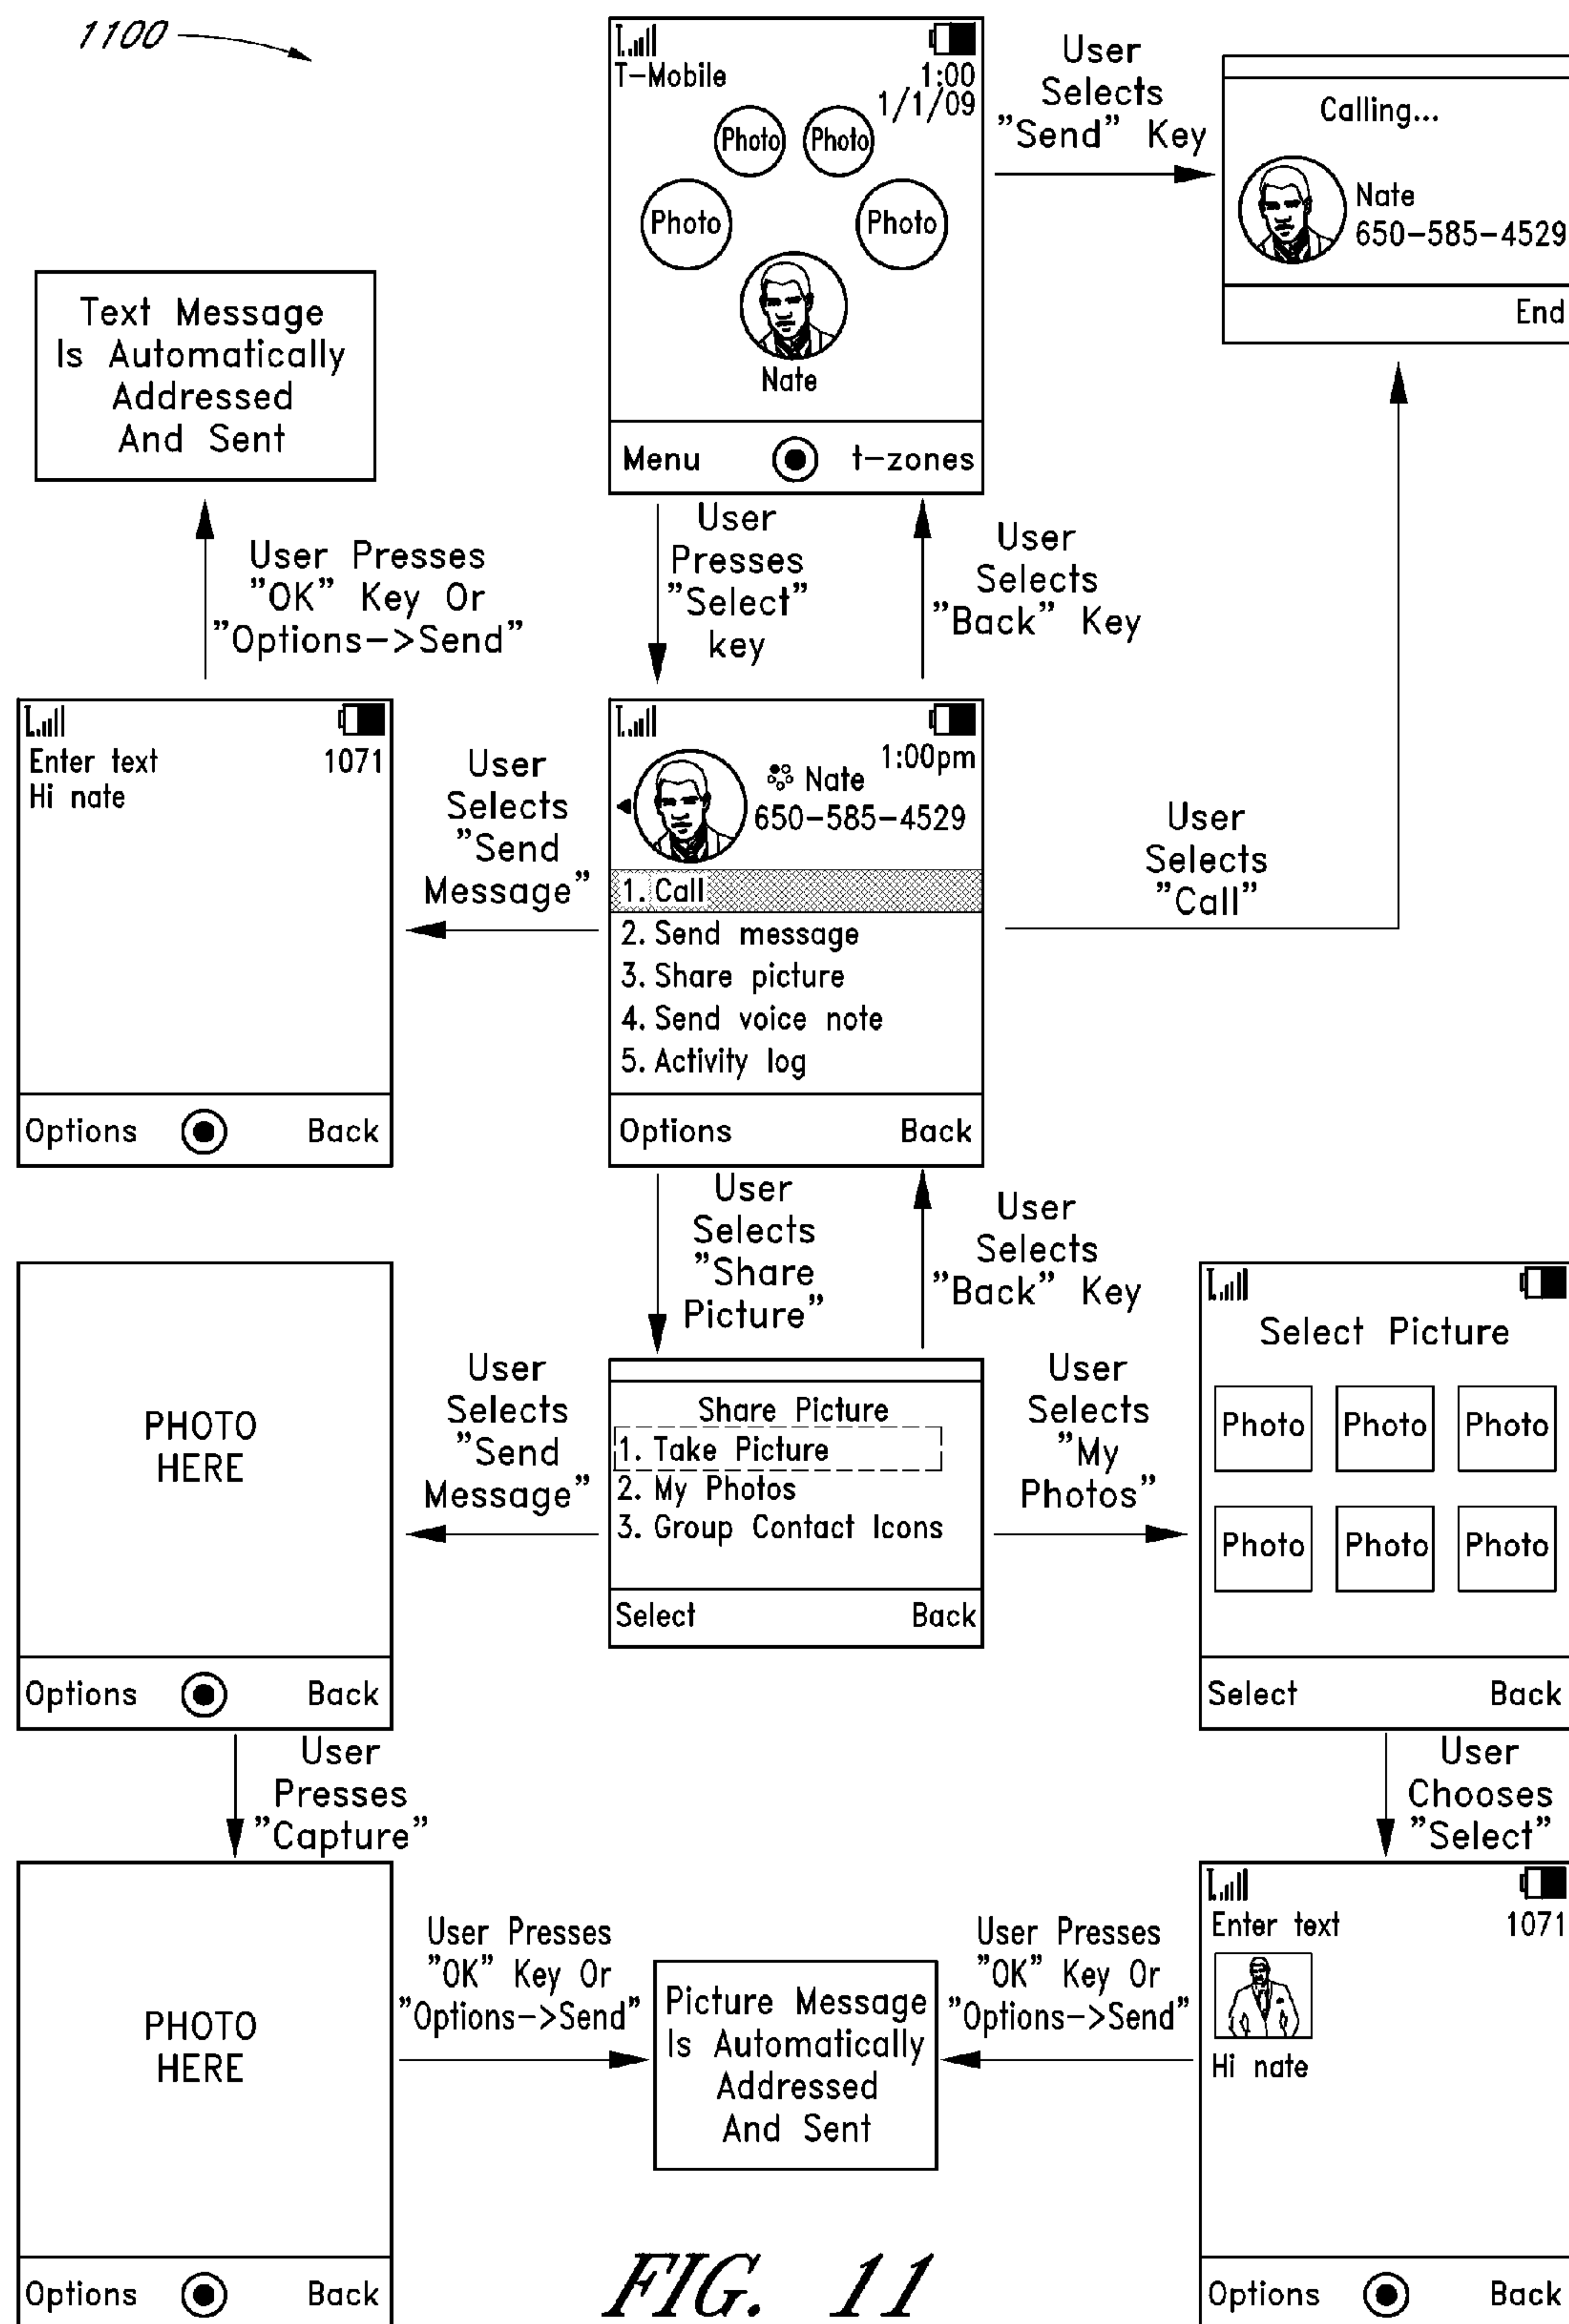 1100
T-Mobile
1:00
1/1/09
Photo
Photo
Photo
Photo
Nate
Menu
t-zones
User
Selects
"Send" Key
Calling...
Nate
650-585-4529
End
Text Message
Is Automatically
Addressed
And Sent
User Presses
"OK" Key Or
"Options->Send"
User
Presses
"Select"
key
User
Selects
"Back" Key
Enter text
1071
Hi nate
Options
Back
User
Selects
"Send
Message"
1:00pm
Nate
650-585-4529
1. Call
2. Send message
3. Share picture
4. Send voice note
5. Activity log
Options
Back
User
Selects
"Call"
User
Selects
"Share
Picture"
User
Selects
"Back" Key
PHOTO
HERE
Options
Back
User
Selects
"Send
Message"
Share Picture
1. Take Picture
2. My Photos
3. Group Contact Icons
Select
Back
User
Selects
"My
Photos"
Select Picture
Photo
Photo
Photo
Photo
Photo
Photo
Select
Back
User
Presses
"Capture"
User
Chooses
"Select"
PHOTO
HERE
Options
Back
User Presses
"OK" Key Or
"Options->Send"
Picture Message
Is Automatically
Addressed
And Sent
User Presses
"OK" Key Or
"Options->Send"
Enter text
1071
Hi nate
Options
Back
FIG. 11